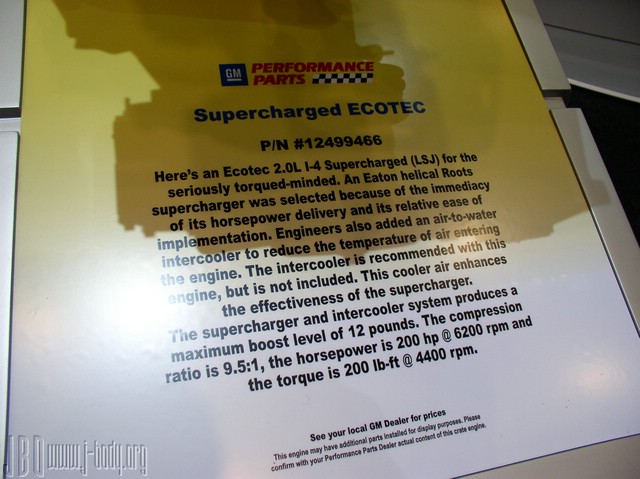 GM PERFORMANCE
PARTS
Supercharged ECOTEC
P/N #12499466
Here's an Ecotec 2.0L I-4 Supercharged (LSJ) for the
seriously torqued-minded. An Eaton helical Roots
supercharger was selected because of the immediacy
of its horsepower delivery and its relative ease of
implementation. Engineers also added an air-to-water
intercooler to reduce the temperature of air entering
the engine. The intercooler is recommended with this
engine, but is not included. This cooler air enhances
the effectiveness of the supercharger.
The supercharger and intercooler system produces a
maximum boost level of 12 pounds. The compression
ratio is 9.5:1, the horsepower is 200 hp @ 6200 rpm and
the torque is 200 lb-ft @ 4400 rpm.
See your local GM Dealer for prices
This engine may have additional parts installed for display purposes. Please
confirm with your Performance Parts Dealer actual content of this crate engine.
JBO www.j-body.org